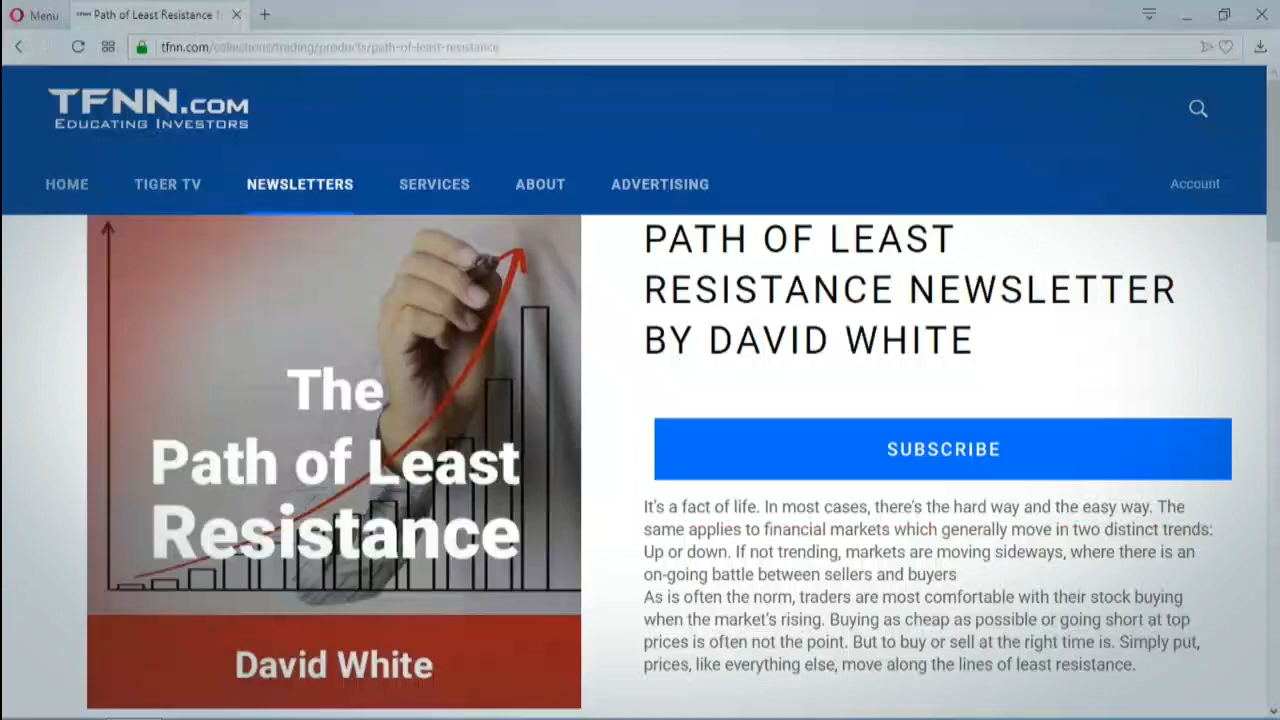 Menu
Path of Least Resistance
tfnn.com/collections/trading/products/path-of-least-resistance
TFNN.COM
EDUCATING INVESTORS
HOME TIGER TV NEWSLETTERS SERVICES ABOUT ADVERTISING Account
The
Path of Least
Resistance
David White
PATH OF LEAST
RESISTANCE NEWSLETTER
BY DAVID WHITE
SUBSCRIBE
It's a fact of life. In most cases, there's the hard way and the easy way. The
same applies to financial markets which generally move in two distinct trends:
Up or down. If not trending, markets are moving sideways, where there is an
on-going battle between sellers and buyers
As is often the norm, traders are most comfortable with their stock buying
when the market's rising. Buying as cheap as possible or going short at top
prices is often not the point. But to buy or sell at the right time is. Simply put,
prices, like everything else, move along the lines of least resistance.